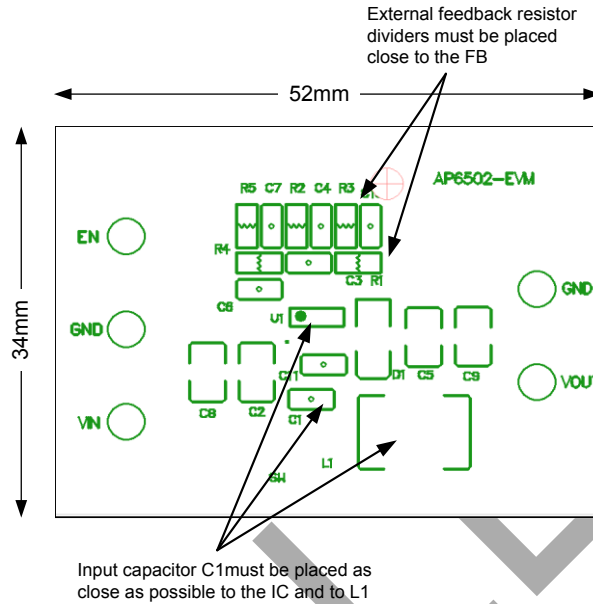 External feedback resistor
dividers must be placed
close to the FB
52mm
34mm
AP6502-EVM
R5 C7 R2 C4 R3
EN
R4
C3 R1
C6
GND
U1
GND
C11
D1 C5 C9
VOUT
C8 C2
C1
VIN
L1
SW
Input capacitor C1must be placed as
close as possible to the IC and to L1